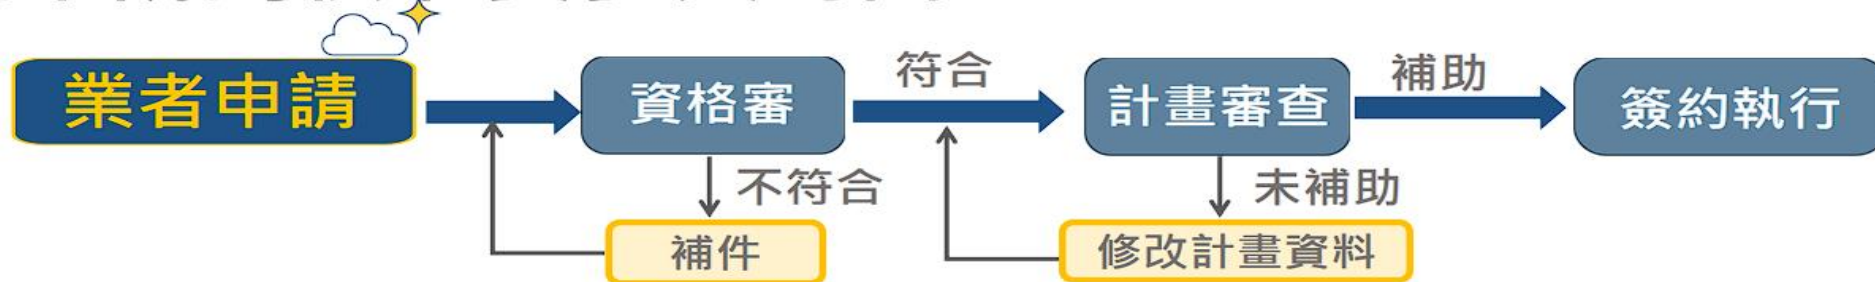 業者申請
資格審
符合
計畫審查
補助
簽約執行
不符合
未補助
補件
修改計畫資料